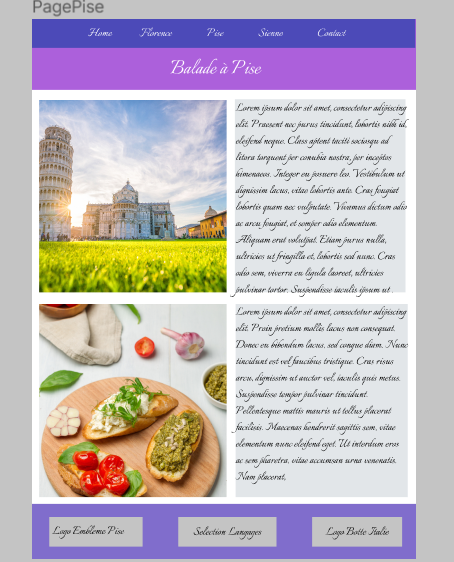 PagePise
Home Florence Pise Sienne Contact
Balade à Pise
Lorem ipsum dolor sit amet, consectetur adipiscing
elit. Praesent nec purus tincidunt, lobortis nibh id,
eleifend neque. Class aptent taciti sociosqu ad
litora torquent per conubia nostra, per inceptos
himenaeos. Integer eu posuere leo. Vestibulum ut
dignissim lacus, vitae lobortis ante. Cras feugiat
lobortis quam nec vulputate. Vivamus dictum odio
ac arcu feugiat, et semper odio elementum.
Aliquam erat volutpat. Etiam purus nulla,
ultricies ut fringilla et, lobortis sed nunc. Cras
odio sem, viverra eu ligula laoreet, ultricies
pulvinar tortor. Suspendisse iaculis ipsum ut .
Lorem ipsum dolor sit amet, consectetur adipiscing
elit. Proin pretium mollis lacus non consequat.
Donec eu bibendum lacus, sed congue diam. Nunc
tincidunt est vel faucibus tristique. Cras risus
arcu, dignissim ut auctor vel, iaculis quis metus.
Suspendisse tempor pulvinar tincidunt.
Pellentesque mattis mauris ut tellus placerat
facilisis. Maecenas hendrerit sagittis sem, vitae
elementum nunc eleifend eget. Ut interdum eros
ac sem pharetra, vitae accumsan urna venenatis.
Nam placerat,
Logo Embleme Pise Selection Langages Logo Botte Italie